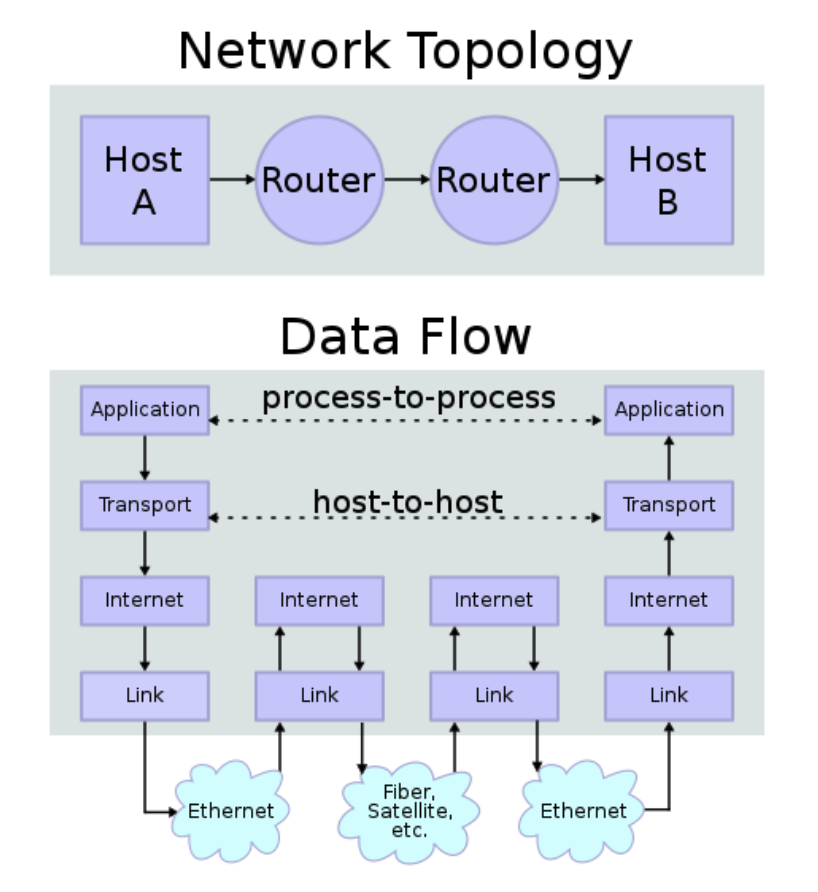 Network Topology
Host
A
Router
Router
Host
B
Data Flow
Application
process-to-process
Application
Transport
host-to-host
Transport
Internet
Internet
Internet
Internet
Link
Link
Link
Link
Ethernet
Fiber,
Satellite,
etc.
Ethernet